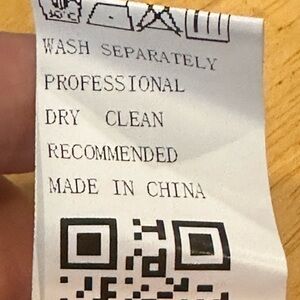 WASH SEPARATELY
PROFESSIONAL
DRY CLEAN
RECOMMENDED
MADE IN CHINA